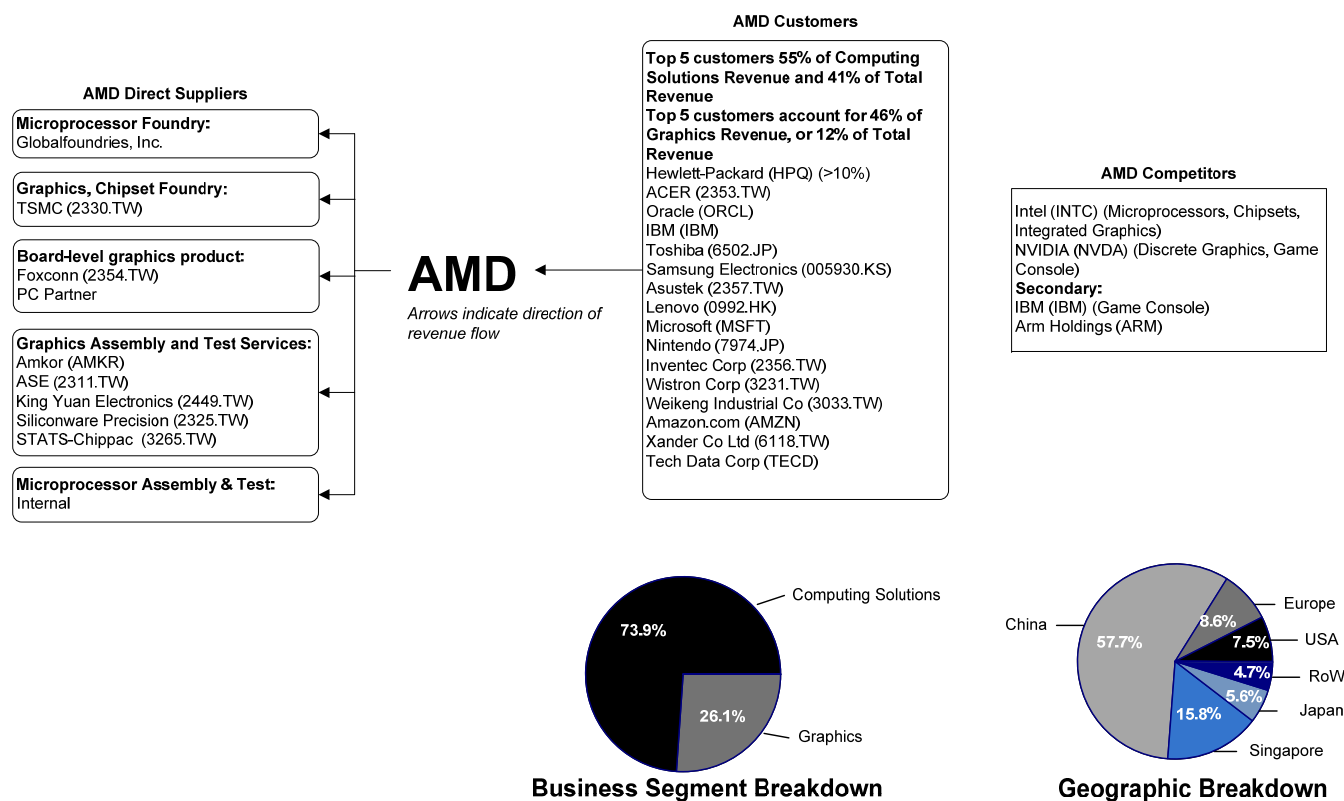 AMD Direct Suppliers
Microprocessor Foundry:
Globalfoundries, Inc.
Graphics, Chipset Foundry:
TSMC (2330.TW)
Board-level graphics product:
Foxconn (2354.TW)
PC Partner
Graphics Assembly and Test Services:
Amkor (AMKR)
ASE (2311.TW)
King Yuan Electronics (2449.TW)
Siliconware Precision (2325.TW)
STATS-Chippac (3265.TW)
Microprocessor Assembly & Test:
Internal
AMD
Arrows indicate direction of
revenue flow
AMD Customers
Top 5 customers 55% of Computing
Solutions Revenue and 41% of Total
Revenue
Top 5 customers account for 46% of
Graphics Revenue, or 12% of Total
Revenue
Hewlett-Packard (HPQ) (>10%)
ACER (2353.TW)
Oracle (ORCL)
IBM (IBM)
Toshiba (6502.JP)
Samsung Electronics (005930.KS)
Asustek (2357.TW)
Lenovo (0992.HK)
Microsoft (MSFT)
Nintendo (7974.JP)
Inventec Corp (2356.TW)
Wistron Corp (3231.TW)
Weikeng Industrial Co (3033.TW)
Amazon.com (AMZN)
Xander Co Ltd (6118.TW)
Tech Data Corp (TECD)
AMD Competitors
Intel (INTC) (Microprocessors, Chipsets,
Integrated Graphics)
NVIDIA (NVDA) (Discrete Graphics, Game
Console)
Secondary:
IBM (IBM) (Game Console)
Arm Holdings (ARM)
Computing Solutions
73.9%
26.1%
Graphics
Business Segment Breakdown
China
57.7%
Europe
8.6%
USA
7.5%
RoW
4.7%
Japan
5.6%
Singapore
15.8%
Geographic Breakdown